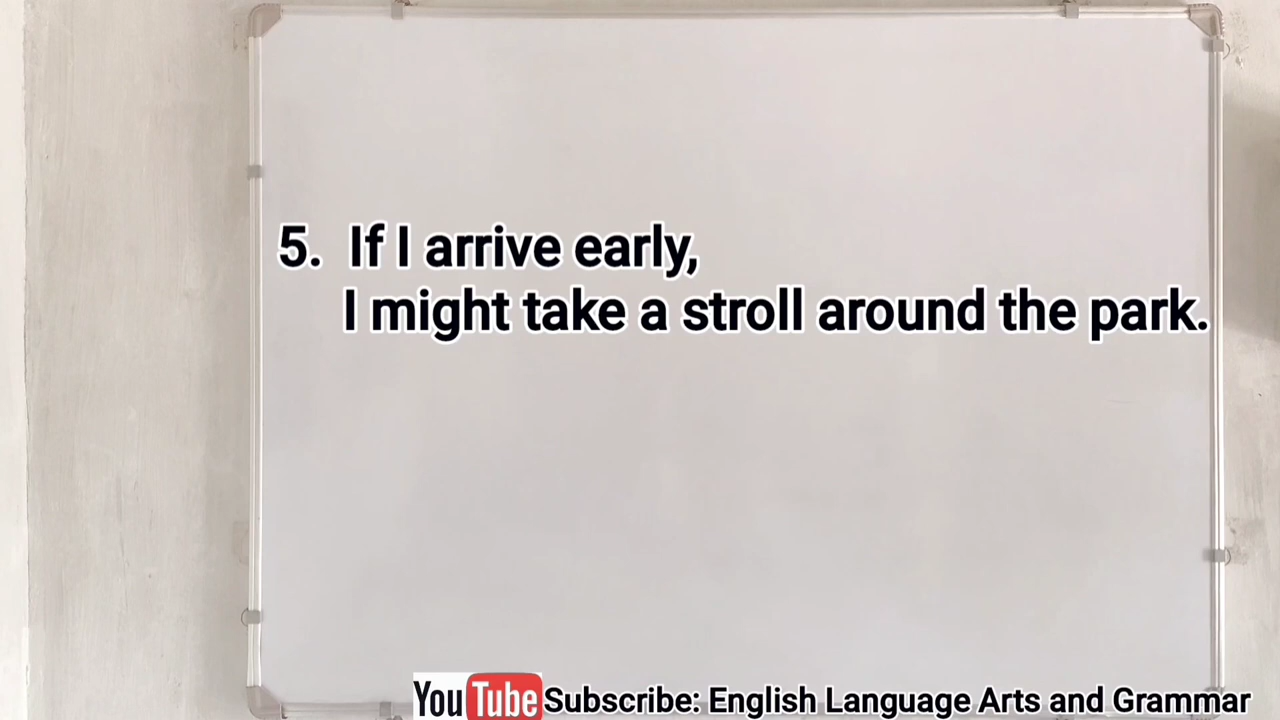 5. If I arrive early,
I might take a stroll around the park.
YouTube Subscribe: English Language Arts and Grammar